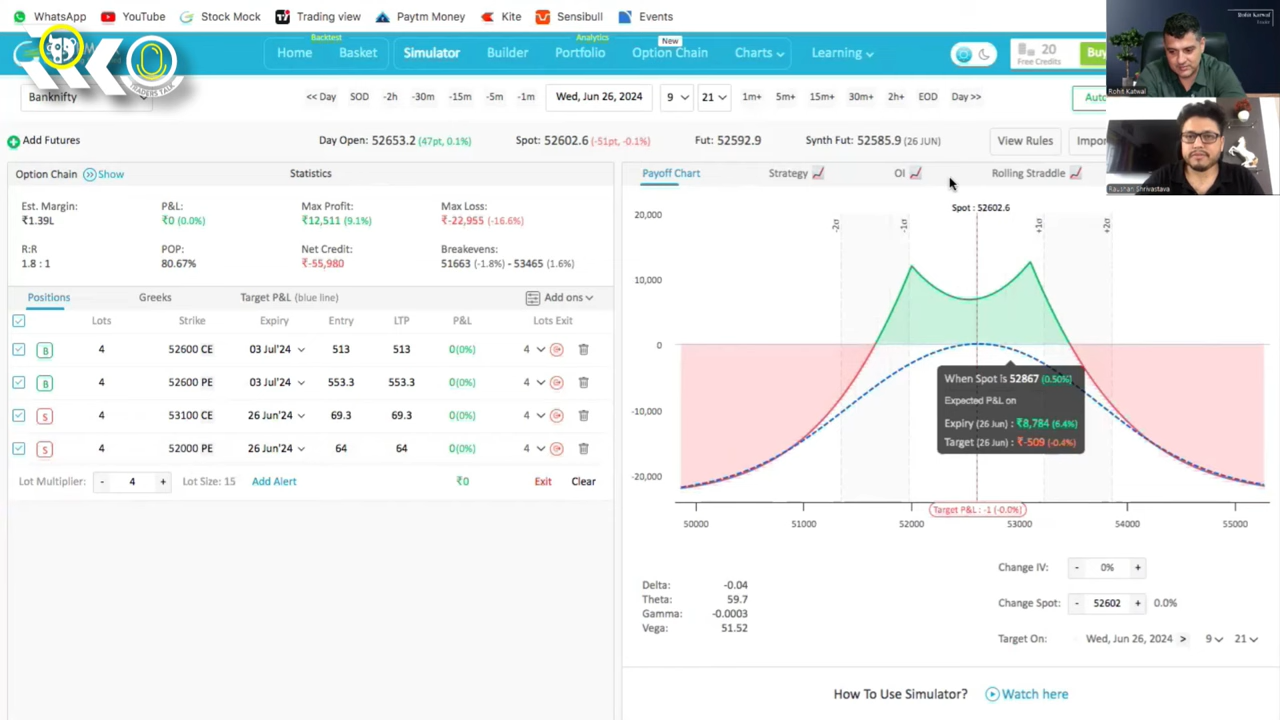 WhatsApp YouTube Stock Mock Trading view Paytm Money Kite Sensibull Events
Rohit Katwal
Backtest Analytics New
Home Basket Simulator Builder Portfolio Option Chain Charts Learning 20 Free Credits Buy
TRADERS TALK
Rohit Katwal
Banknifty << Day SOD -2h -30m -15m -5m -1m Wed, Jun 26, 2024 9 21 1m+ 5m+ 15m+ 30m+ 2h+ EOD Day >> Auto
Add Futures Day Open: 52653.2 (47pt, 0.1%) Spot: 52602.6 (-51pt, -0.1%) Fut: 52592.9 Synth Fut: 52585.9 (26 JUN) View Rules Impor
Raushan Shrivastava
Option Chain Show Statistics
Payoff Chart Strategy OI Rolling Straddle
Est. Margin: P&L: Max Profit: Max Loss:
₹1.39L ₹0 (0.0%) ₹12,511 (9.1%) ₹-22,955 (-16.6%)
R:R POP: Net Credit: Breakevens:
1.8 : 1 80.67% ₹-55,980 51663 (-1.8%) - 53465 (1.6%)
Positions Greeks Target P&L (blue line) Add ons
Lots Strike Expiry Entry LTP P&L Lots Exit
B 4 52600 CE 03 Jul'24 513 513 0(0%) 4
B 4 52600 PE 03 Jul'24 553.3 553.3 0(0%) 4
S 4 53100 CE 26 Jun'24 69.3 69.3 0(0%) 4
S 4 52000 PE 26 Jun'24 64 64 0(0%) 4
Lot Multiplier: - 4 + Lot Size: 15 Add Alert ₹0 Exit Clear
Spot : 52602.6
-2σ -1σ +1σ +2σ
20,000
10,000
0
-10,000
-20,000
When Spot is 52867 (0.50%)
Expected P&L on
Expiry (26 Jun) : ₹8,784 (6.4%)
Target (26 Jun) : ₹-509 (-0.4%)
Target P&L : -1 (-0.0%)
50000 51000 52000 53000 54000 55000
Delta: -0.04
Theta: 59.7
Gamma: -0.0003
Vega: 51.52
Change IV: - 0% +
Change Spot: - 52602 + 0.0%
Target On: Wed, Jun 26, 2024 > 9 21
How To Use Simulator? Watch here